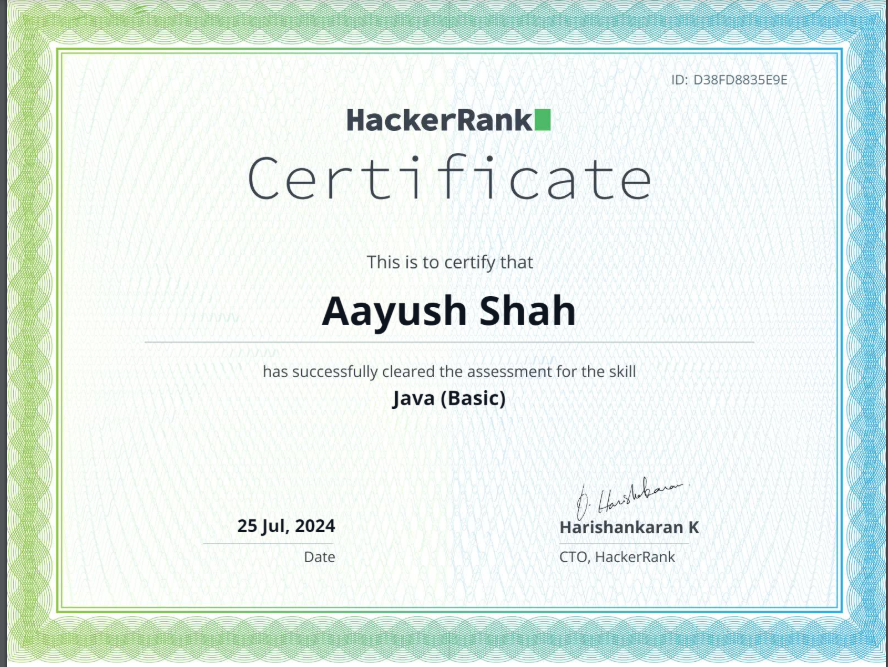 ID: D38FD8835E9E
HackerRank
Certificate
This is to certify that
Aayush Shah
has successfully cleared the assessment for the skill
Java (Basic)
25 Jul, 2024
Date
Harishankaran K
CTO, HackerRank